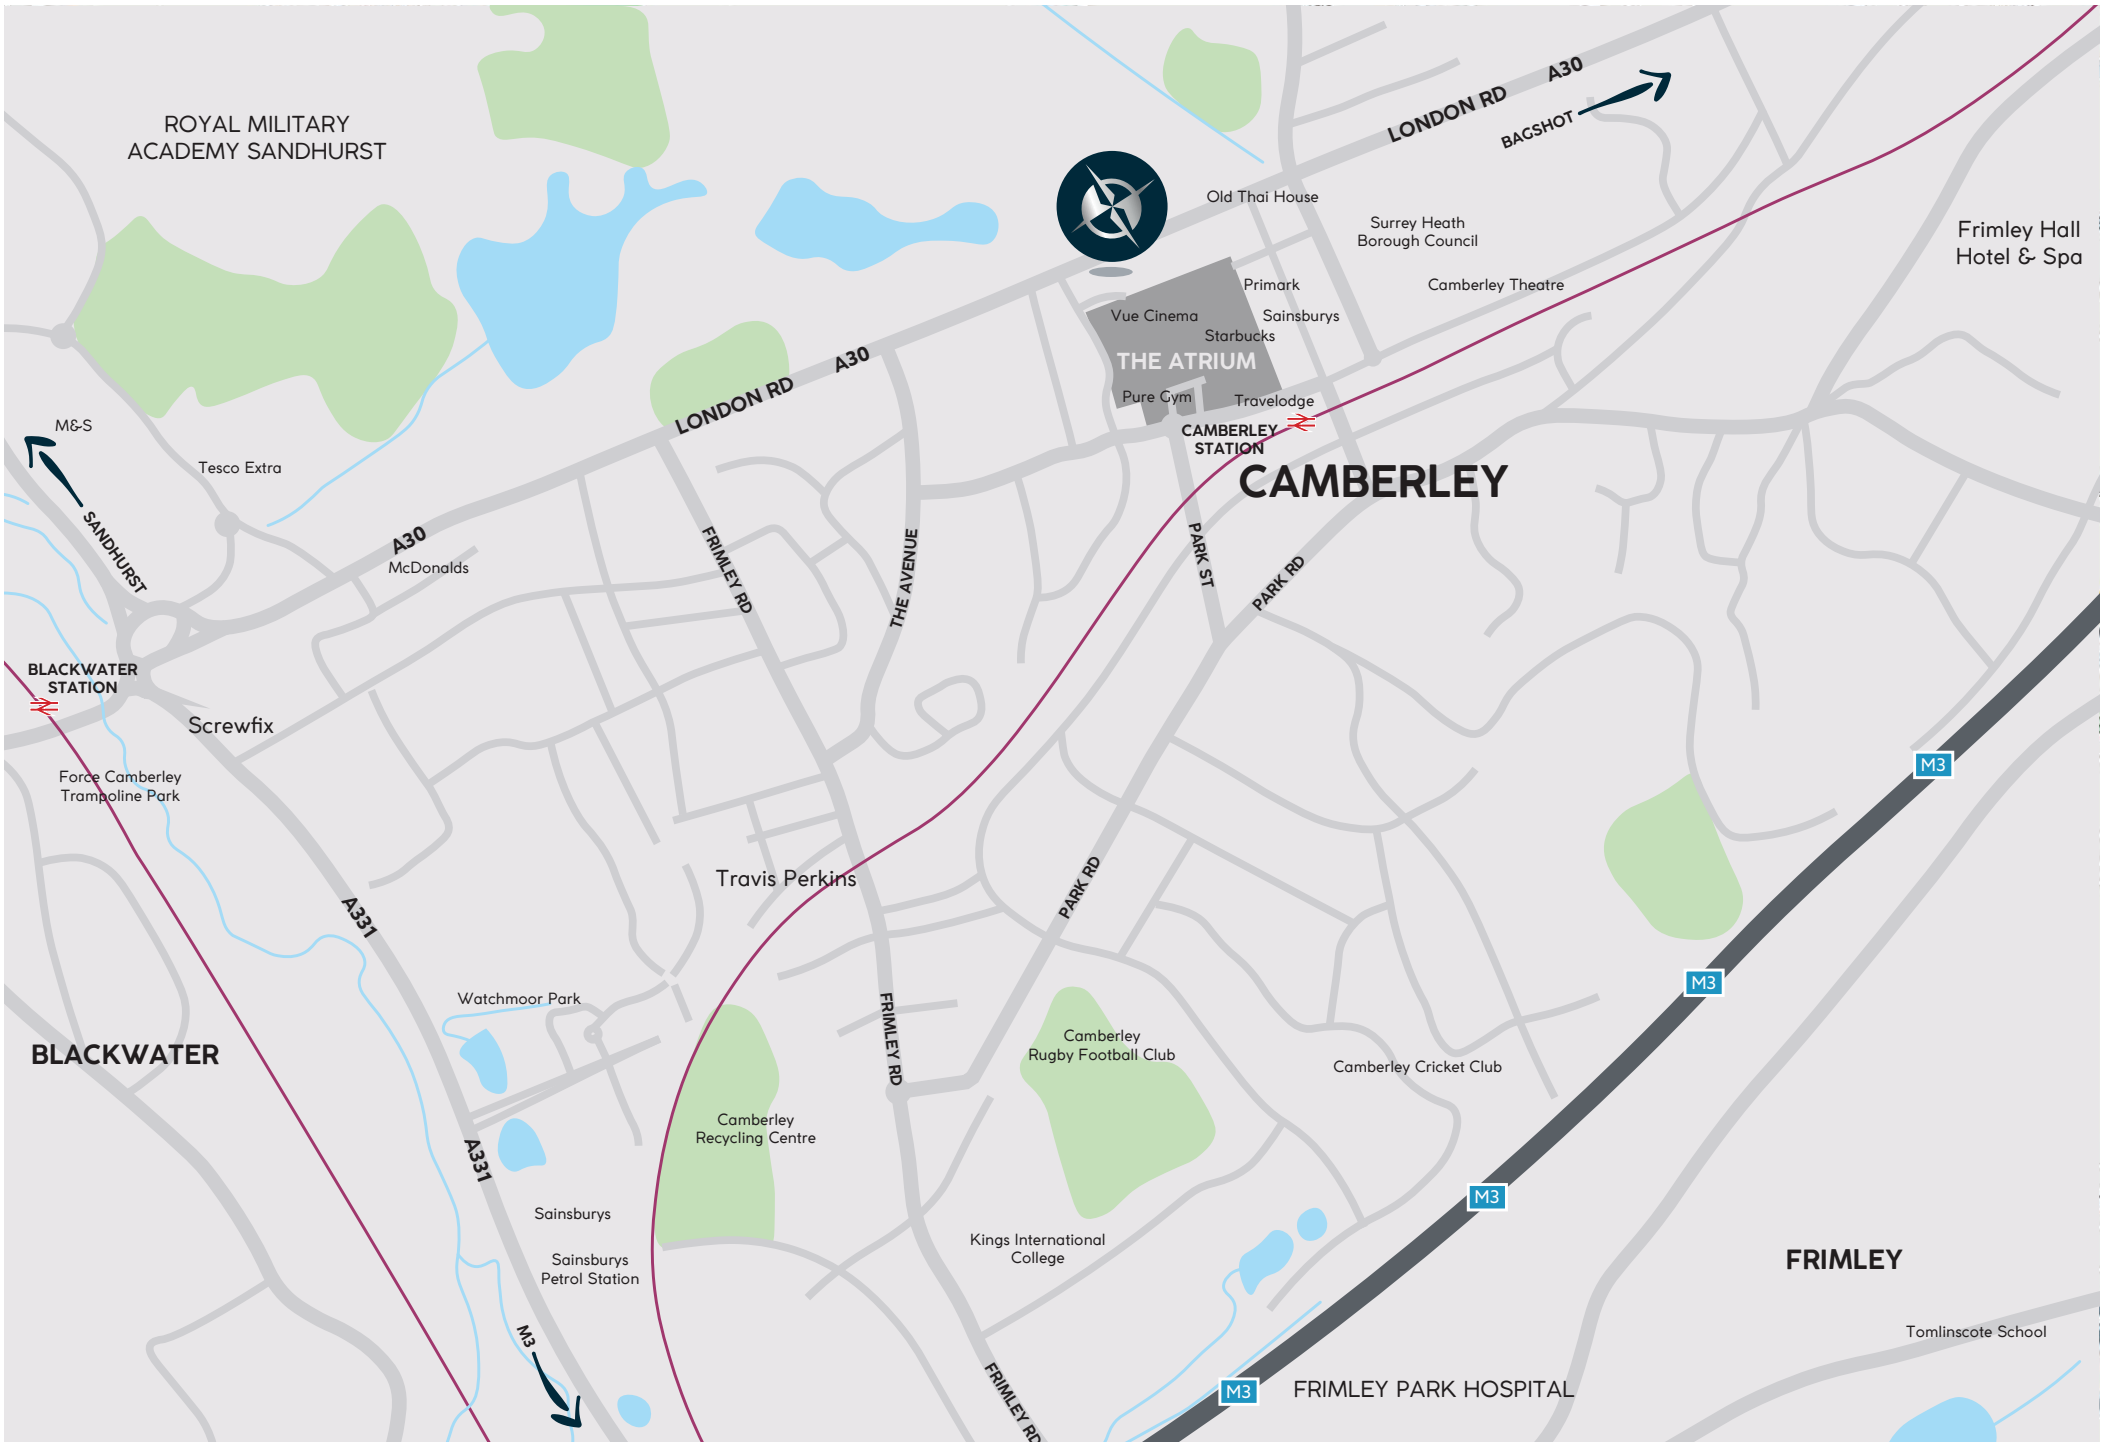 A30
LONDON RD
BAGSHOT
ROYAL MILITARY
ACADEMY SANDHURST
Old Thai House
Surrey Heath
Borough Council
Frimley Hall
Hotel & Spa
Primark
Camberley Theatre
Vue Cinema
Sainsburys
Starbucks
THE ATRIUM
A30
LONDON RD
Pure Gym
Travelodge
CAMBERLEY
STATION
CAMBERLEY
M&S
Tesco Extra
SANDHURST
A30
McDonalds
FRIMLEY RD
THE AVENUE
PARK ST
PARK RD
BLACKWATER
STATION
Screwfix
Force Camberley
Trampoline Park
M3
Travis Perkins
PARK RD
A331
M3
Watchmoor Park
FRIMLEY RD
BLACKWATER
Camberley
Rugby Football Club
Camberley Cricket Club
Camberley
Recycling Centre
A331
M3
Sainsburys
Kings International
College
Sainsburys
Petrol Station
FRIMLEY
M3
Tomlinscote School
FRIMLEY RD
M3
FRIMLEY PARK HOSPITAL